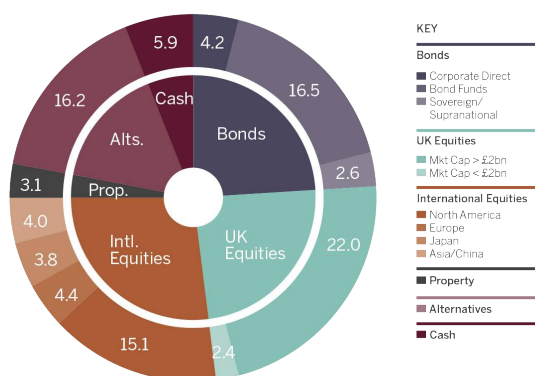 5.9
4.2
16.2
16.5
Cash
Alts.
Bonds
2.6
3.1
Prop.
4.0
Intl.
Equities
UK
Equities
22.0
3.8
4.4
15.1
2.4
KEY
Bonds
Corporate Direct
Bond Funds
Sovereign/
Supranational
UK Equities
Mkt Cap > £2bn
Mkt Cap < £2bn
International Equities
North America
Europe
Japan
Asia/China
Property
Alternatives
Cash